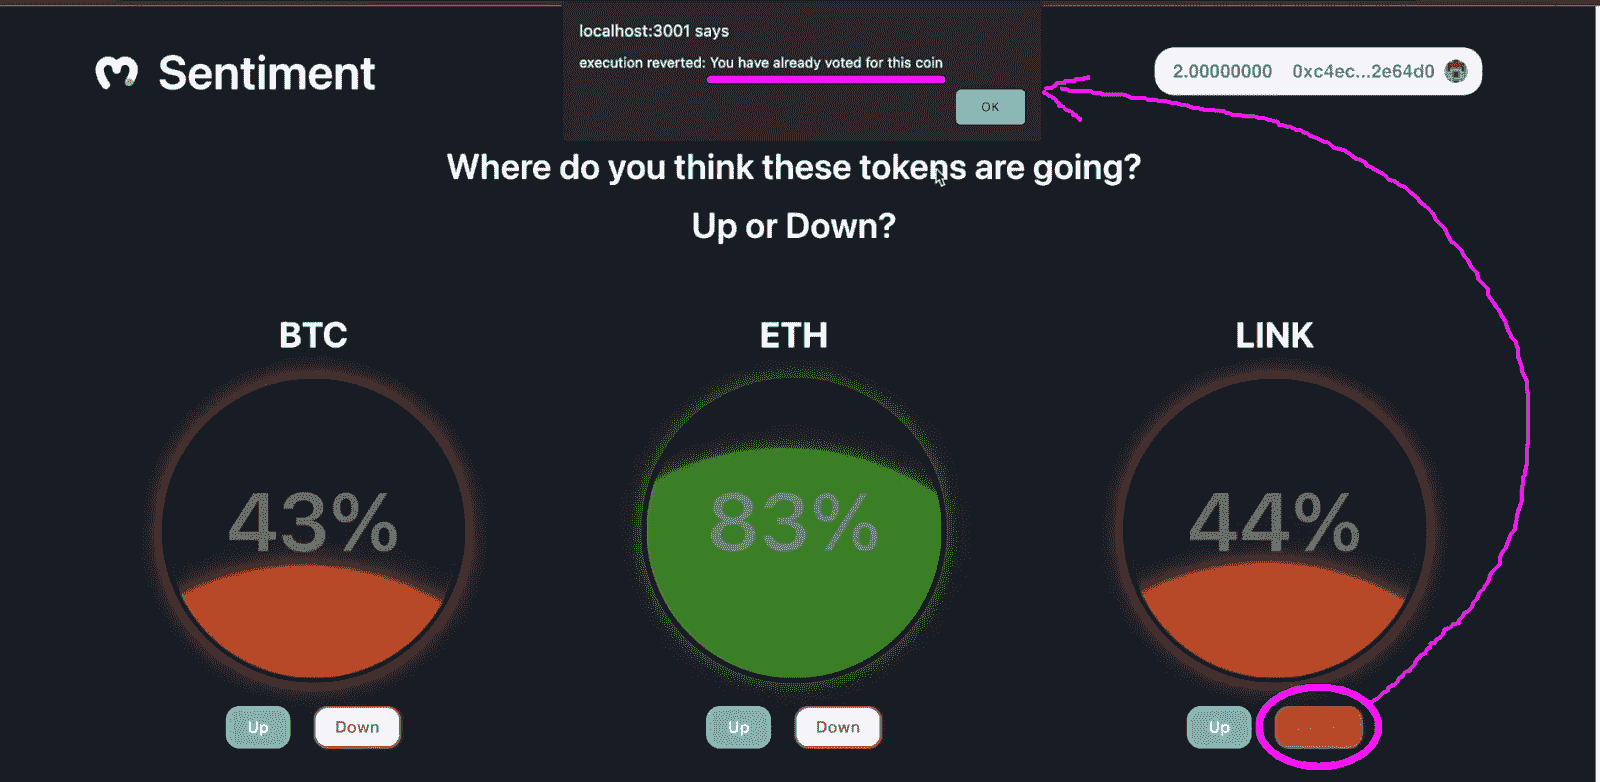 localhost:3001 says
execution reverted: You have already voted for this coin
OK
Sentiment
2.00000000 0xc4ec...2e64d0
Where do you think these tokens are going?
Up or Down?
BTC ETH LINK
43% 83% 44%
Up Down Up Down Up